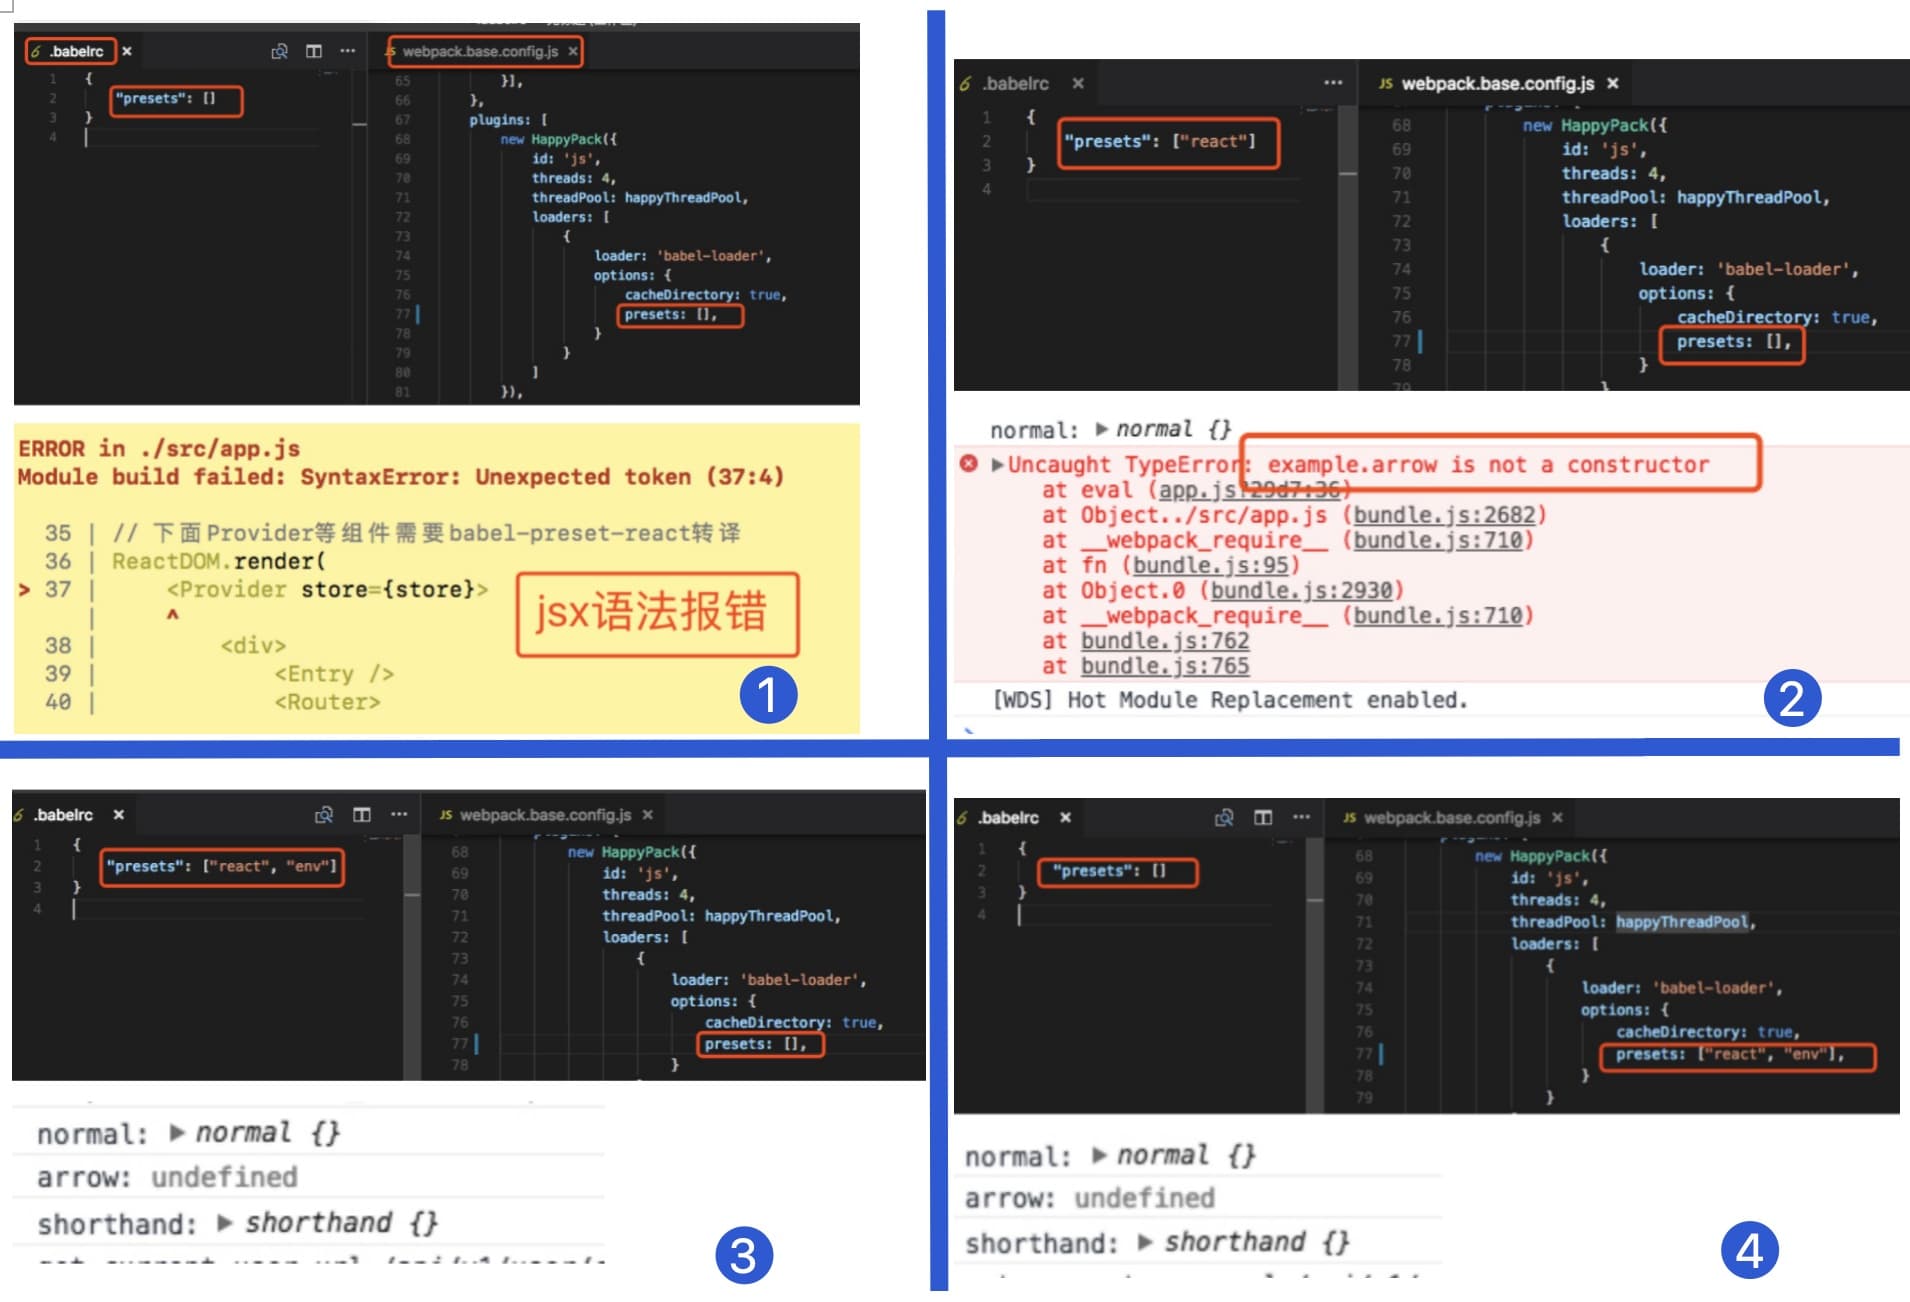 .babelrc
1 {
2 "presets": []
3 }
4
JS webpack.base.config.js
65 }],
66 },
67 plugins: [
68 new HappyPack({
69 id: 'js',
70 threads: 4,
71 threadPool: happyThreadPool,
72 loaders: [
73 {
74 loader: 'babel-loader',
75 options: {
76 cacheDirectory: true,
77 presets: [],
78 }
79 }
80 ]
81 }),
ERROR in ./src/app.js
Module build failed: SyntaxError: Unexpected token (37:4)
35 | // 下面Provider等组件需要babel-preset-react转译
36 | ReactDOM.render(
> 37 | <Provider store={store}>
| ^
38 | <div>
39 | <Entry />
40 | <Router>
jsx语法报错
1
.babelrc
1 {
2 "presets": ["react"]
3 }
4
JS webpack.base.config.js
68 new HappyPack({
69 id: 'js',
70 threads: 4,
71 threadPool: happyThreadPool,
72 loaders: [
73 {
74 loader: 'babel-loader',
75 options: {
76 cacheDirectory: true,
77 presets: [],
78 }
79 }
normal: ▶ normal {}
▶ Uncaught TypeError: example.arrow is not a constructor
at eval (app.js?29d7:36)
at Object../src/app.js (bundle.js:2682)
at __webpack_require__ (bundle.js:710)
at fn (bundle.js:95)
at Object.0 (bundle.js:2930)
at __webpack_require__ (bundle.js:710)
at bundle.js:762
at bundle.js:765
[WDS] Hot Module Replacement enabled.
2
.babelrc
1 {
2 "presets": ["react", "env"]
3 }
4
JS webpack.base.config.js
68 new HappyPack({
69 id: 'js',
70 threads: 4,
71 threadPool: happyThreadPool,
72 loaders: [
73 {
74 loader: 'babel-loader',
75 options: {
76 cacheDirectory: true,
77 presets: [],
78 }
normal: ▶ normal {}
arrow: undefined
shorthand: ▶ shorthand {}
3
.babelrc
1 {
2 "presets": []
3 }
4
JS webpack.base.config.js
68 new HappyPack({
69 id: 'js',
70 threads: 4,
71 threadPool: happyThreadPool,
72 loaders: [
73 {
74 loader: 'babel-loader',
75 options: {
76 cacheDirectory: true,
77 presets: ["react", "env"],
78 }
79 }
normal: ▶ normal {}
arrow: undefined
shorthand: ▶ shorthand {}
4